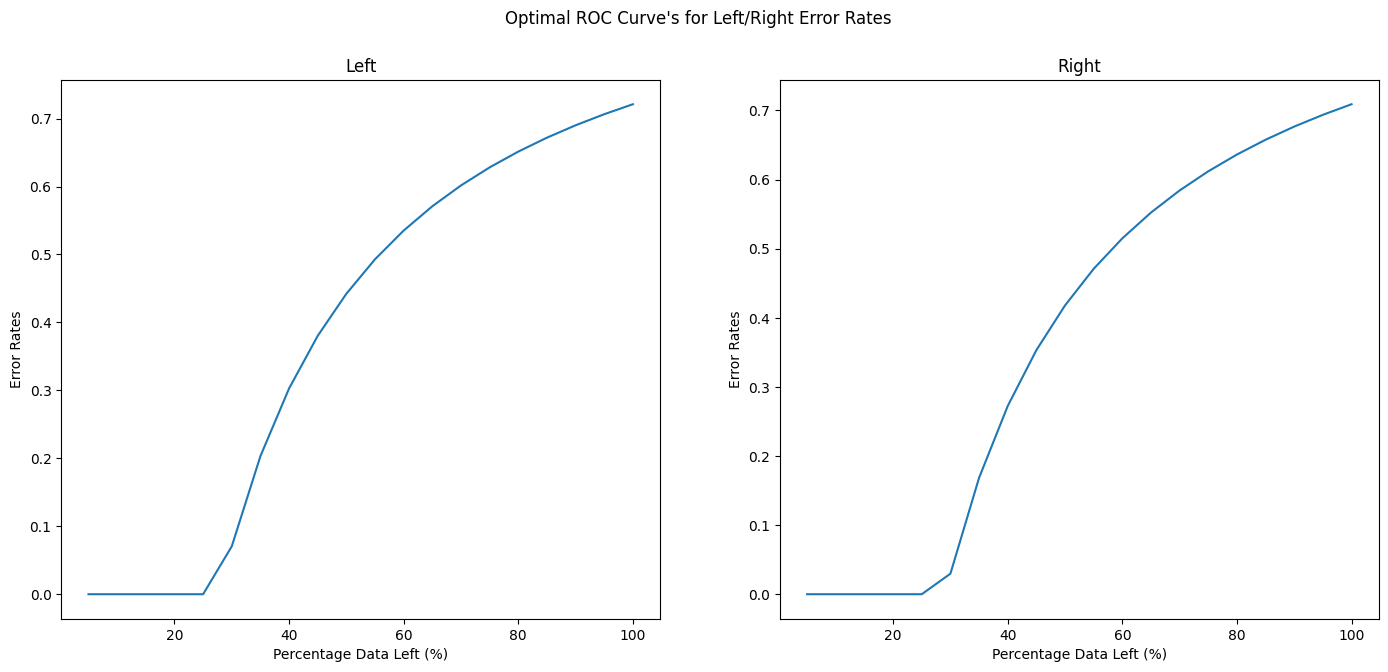 Optimal ROC Curve's for Left/Right Error Rates
Left
0.7
0.6
0.5
0.4
0.3
0.2
0.1
0.0
Error Rates
20 40 60 80 100
Percentage Data Left (%)
Right
0.7
0.6
0.5
0.4
0.3
0.2
0.1
0.0
Error Rates
20 40 60 80 100
Percentage Data Left (%)